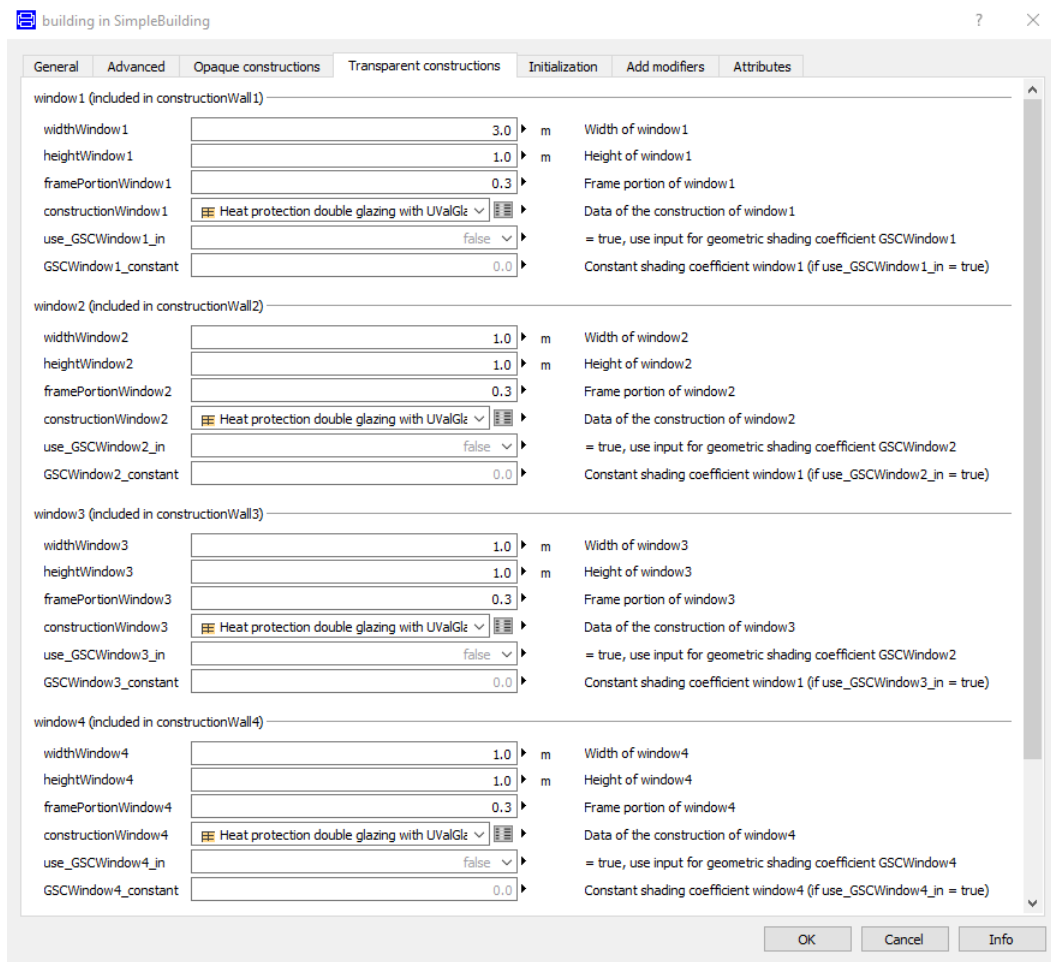 building in SimpleBuilding ? ×
General Advanced Opaque constructions Transparent constructions Initialization Add modifiers Attributes
window1 (included in constructionWall1)
widthWindow1 3.0 m Width of window1
heightWindow1 1.0 m Height of window1
framePortionWindow1 0.3 Frame portion of window1
constructionWindow1 Heat protection double glazing with UValGla Data of the construction of window1
use_GSCWindow1_in false = true, use input for geometric shading coefficient GSCWindow1
GSCWindow1_constant 0.0 Constant shading coefficient window1 (if use_GSCWindow1_in = true)
window2 (included in constructionWall2)
widthWindow2 1.0 m Width of window2
heightWindow2 1.0 m Height of window2
framePortionWindow2 0.3 Frame portion of window2
constructionWindow2 Heat protection double glazing with UValGla Data of the construction of window2
use_GSCWindow2_in false = true, use input for geometric shading coefficient GSCWindow2
GSCWindow2_constant 0.0 Constant shading coefficient window1 (if use_GSCWindow2_in = true)
window3 (included in constructionWall3)
widthWindow3 1.0 m Width of window3
heightWindow3 1.0 m Height of window3
framePortionWindow3 0.3 Frame portion of window3
constructionWindow3 Heat protection double glazing with UValGla Data of the construction of window3
use_GSCWindow3_in false = true, use input for geometric shading coefficient GSCWindow2
GSCWindow3_constant 0.0 Constant shading coefficient window1 (if use_GSCWindow3_in = true)
window4 (included in constructionWall4)
widthWindow4 1.0 m Width of window4
heightWindow4 1.0 m Height of window4
framePortionWindow4 0.3 Frame portion of window4
constructionWindow4 Heat protection double glazing with UValGla Data of the construction of window4
use_GSCWindow4_in false = true, use input for geometric shading coefficient GSCWindow4
GSCWindow4_constant 0.0 Constant shading coefficient window4 (if use_GSCWindow4_in = true)
OK Cancel Info